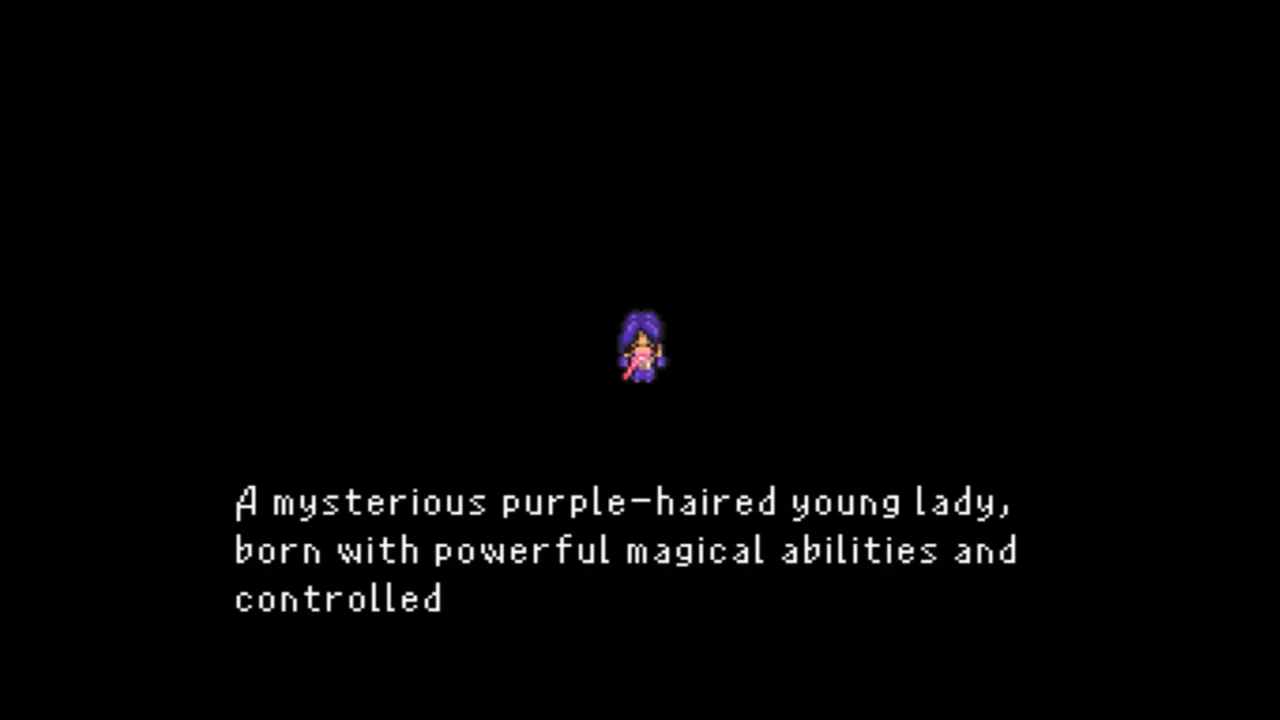 A mysterious purple-haired young lady,
born with powerful magical abilities and
controlled